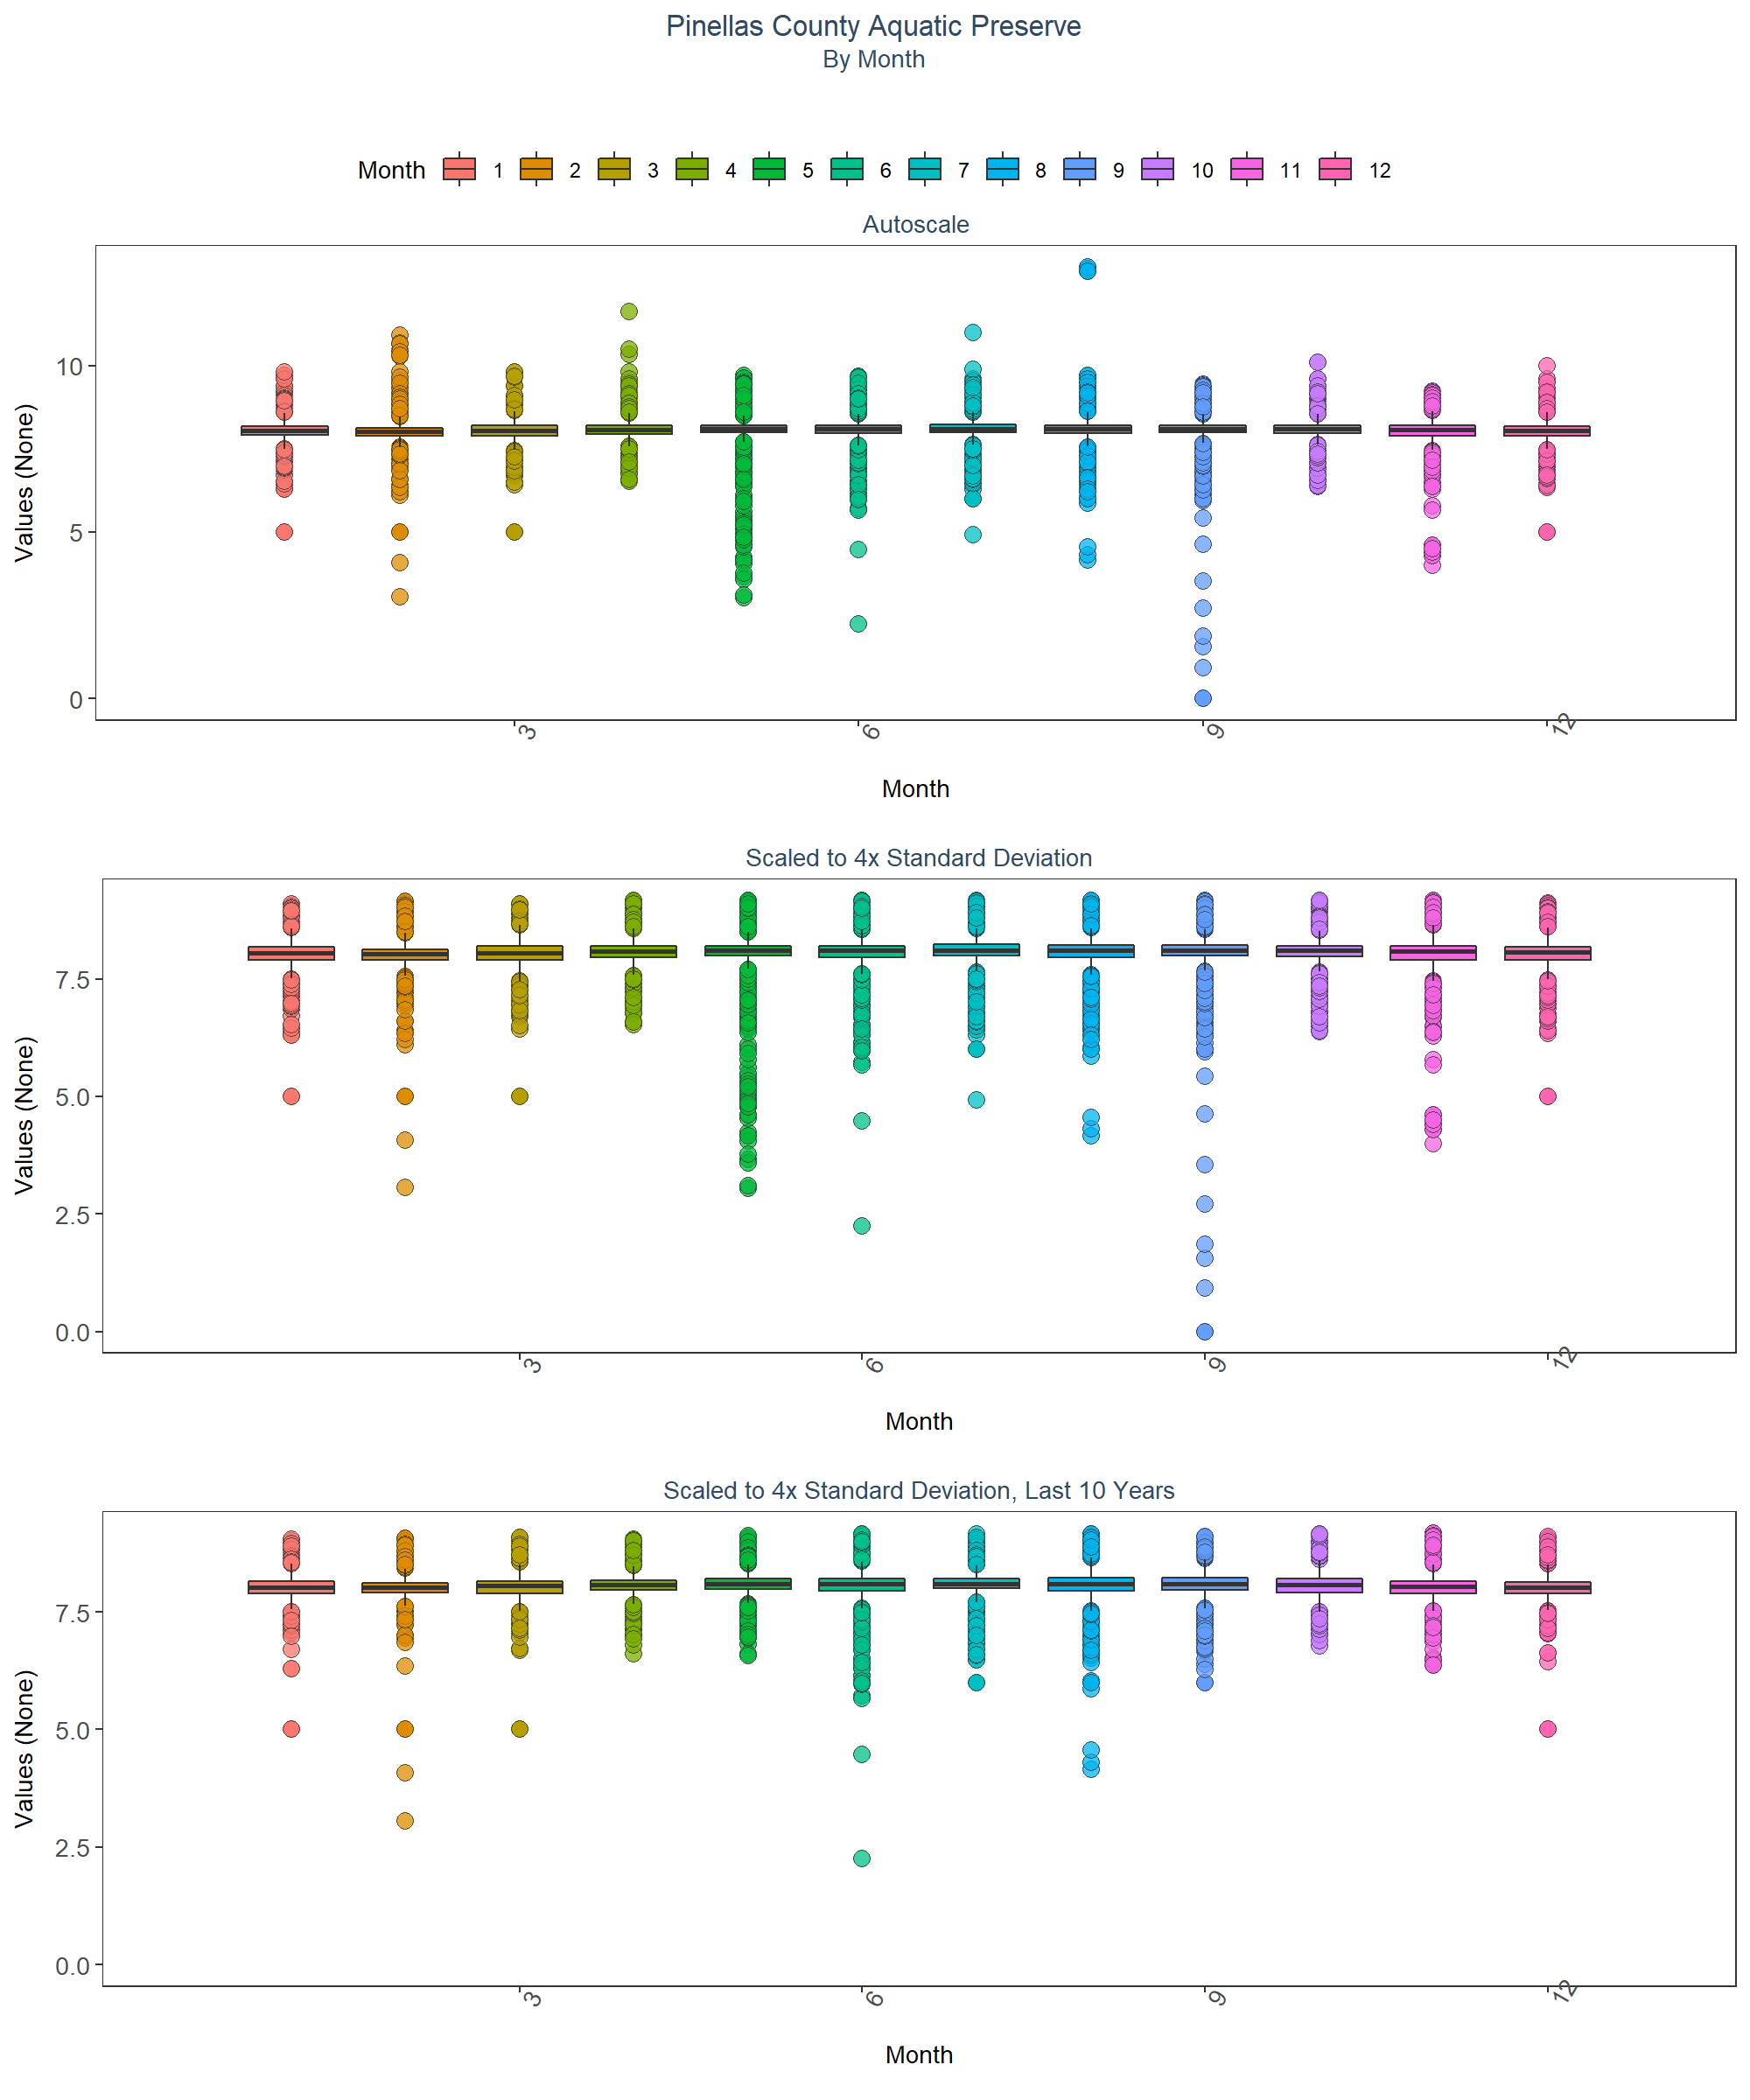 Pinellas County Aquatic Preserve
By Month
Month 1 2 3 4 5 6 7 8 9 10 11 12
Autoscale
Values (None)
10
5
0
3 6 9 12
Month
Scaled to 4x Standard Deviation
Values (None)
7.5
5.0
2.5
0.0
3 6 9 12
Month
Scaled to 4x Standard Deviation, Last 10 Years
Values (None)
7.5
5.0
2.5
0.0
3 6 9 12
Month